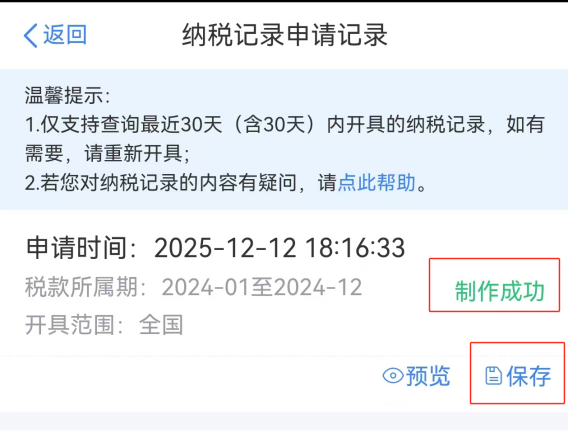 返回
纳税记录申请记录
温馨提示：
1.仅支持查询最近30天（含30天）内开具的纳税记录，如有
需要，请重新开具；
2.若您对纳税记录的内容有疑问，请点此帮助。
申请时间：2025-12-12 18:16:33
税款所属期：2024-01至2024-12
制作成功
开具范围：全国
预览 保存